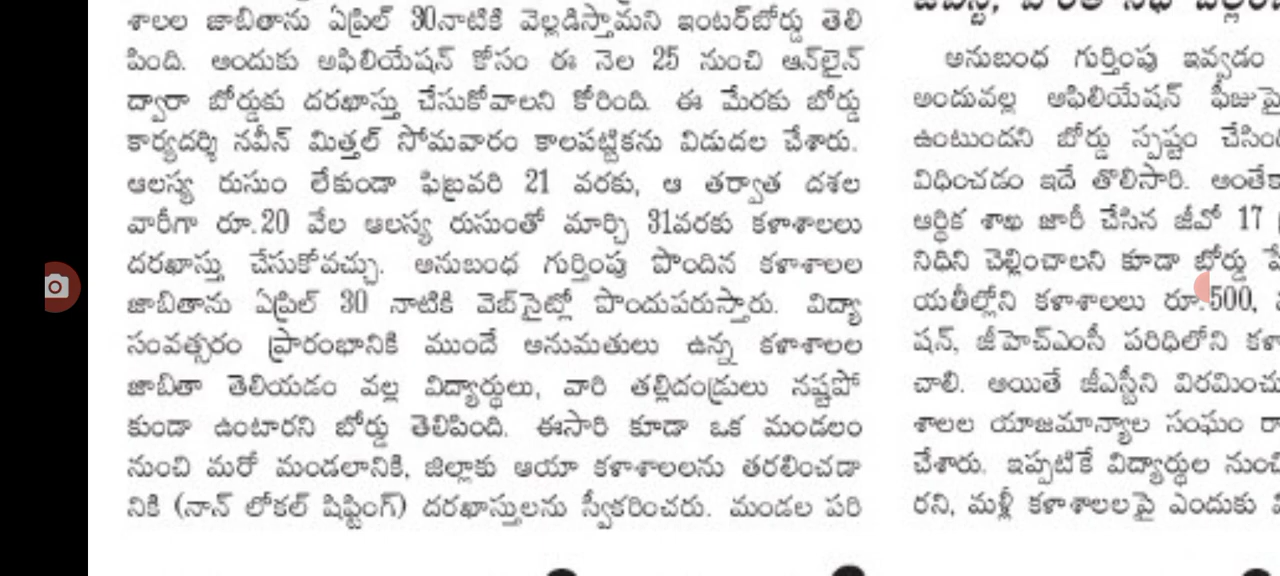 శాలల జాబితాను ఏప్రిల్ 30నాటికి వెల్లడిస్తామని ఇంటర్‌బోర్డు తెలి
పింది. అందుకు అఫిలియేషన్ కోసం ఈ నెల 25 నుంచి ఆన్‌లైన్
ద్వారా బోర్డుకు దరఖాస్తు చేసుకోవాలని కోరింది. ఈ మేరకు బోర్డు
కార్యదర్శి నవీన్ మిత్తల్ సోమవారం కాలపట్టికను విడుదల చేశారు.
ఆలస్య రుసుం లేకుండా ఫిబ్రవరి 21 వరకు, ఆ తర్వాత దశల
వారీగా రూ.20 వేల ఆలస్య రుసుంతో మార్చి 31వరకు కళాశాలలు
దరఖాస్తు చేసుకోవచ్చు. అనుబంధ గుర్తింపు పొందిన కళాశాలల
జాబితాను ఏప్రిల్ 30 నాటికి వెబ్‌సైట్లో పొందుపరుస్తారు. విద్యా
సంవత్సరం ప్రారంభానికి ముందే అనుమతులు ఉన్న కళాశాలల
జాబితా తెలియడం వల్ల విద్యార్థులు, వారి తల్లిదండ్రులు నష్టపో
కుండా ఉంటారని బోర్డు తెలిపింది. ఈసారి కూడా ఒక మండలం
నుంచి మరో మండలానికి, జిల్లాకు ఆయా కళాశాలలను తరలించడా
నికి (నాన్ లోకల్ షిఫ్టింగ్) దరఖాస్తులను స్వీకరించరు. మండల పరి
అనుబంధ గుర్తింపు ఇవ్వడం
అందువల్ల అఫిలియేషన్ ఫీజుపై
ఉంటుందని బోర్డు స్పష్టం
విధించడం ఇదే తొలిసారి.
ఆర్థిక శాఖ జారీ చేసిన జీవో 17
నిధిని చెల్లించాలని కూడా బోర్డు
యతీల్లోని కళాశాలలు రూ.500,
షన్, జీహెచ్ఎంసీ పరిధిలోని
చాలి. అయితే జీఎస్టీని
శాలల యాజమాన్యాల సంఘం
చేశారు. ఇప్పటికే విద్యార్థుల
రని, మళ్లీ కళాశాలలపై ఎందుకు